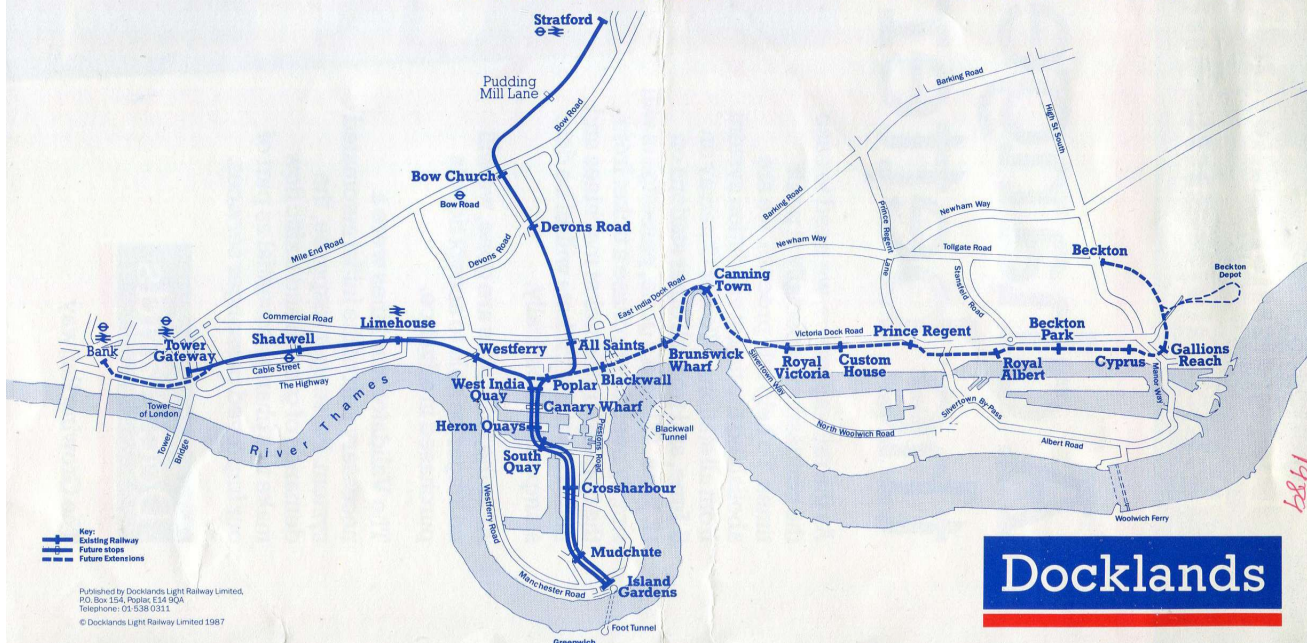 Stratford
Pudding
Mill Lane
Bow Road
Barking Road
High St South
Bow Church
Bow Road
Devons Road
Devons Road
Mile End Road
Barking Road
Prince Regent
Lane
Newham Way
Newham Way
Tollgate Road
Stansfeld Road
Beckton
Beckton
Depot
Canning
Town
East India Dock Road
Commercial Road
Limehouse
Shadwell
Bank
Tower
Gateway
Cable Street
The Highway
Westferry
All Saints
Brunswick
Wharf
Victoria Dock Road
Prince Regent
Beckton
Park
Royal
Victoria
Custom
House
Royal
Albert
Cyprus
Gallions
Reach
Manor Way
Silvertown Way
West India
Quay
Poplar
Blackwall
Tower
of London
Tower
Bridge
River Thames
Canary Wharf
Heron Quays
Prestons Road
Blackwall
Tunnel
North Woolwich Road
Silvertown By-Pass
Albert Road
South
Quay
Crossharbour
Westferry Road
Woolwich Ferry
1989
Mudchute
Manchester Road
Island
Gardens
Foot Tunnel
Greenwich
Key:
Existing Railway
Future stops
Future Extensions
Published by Docklands Light Railway Limited,
P.O. Box 154, Poplar, E14 9QA
Telephone: 01-538 0311
© Docklands Light Railway Limited 1987
Docklands